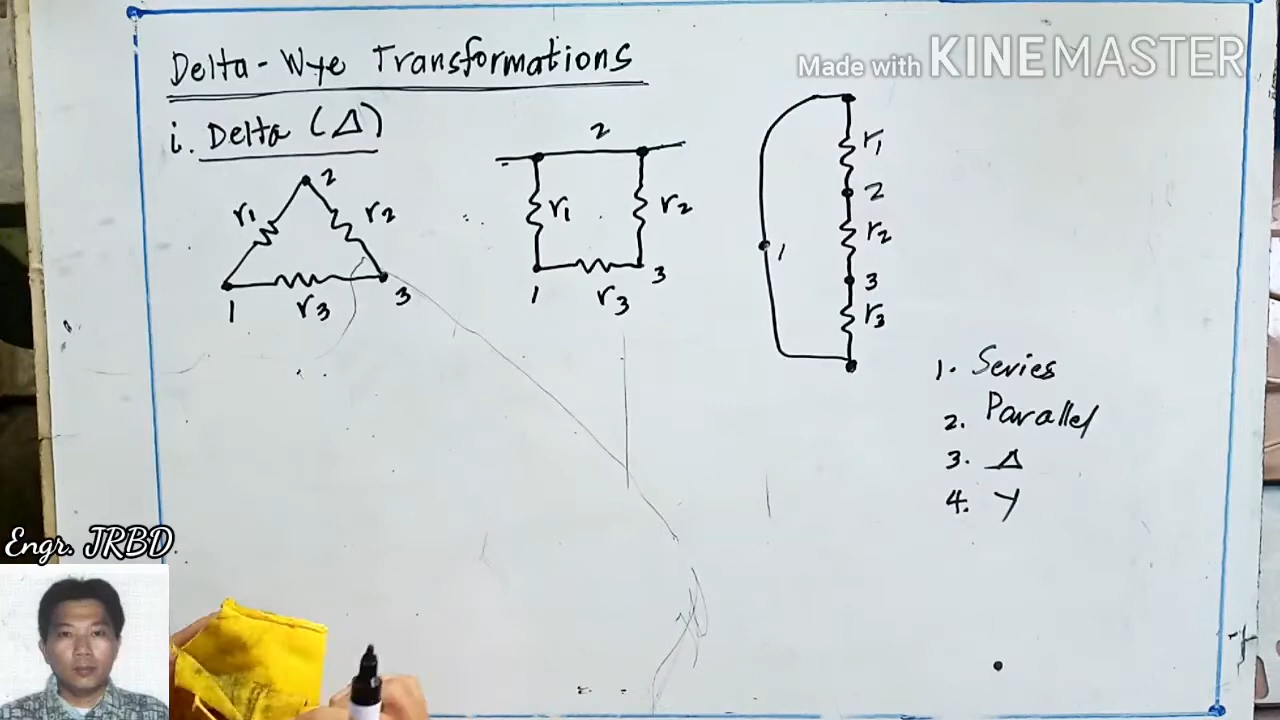 Delta-Wye Transformations
Made with KINEMASTER
i. Delta (Δ)
2
r1
r2
1
r3
3
2
r1
r2
1
r3
3
r1
2
1
r2
3
r3
1. Series
2. Parallel
3. Δ
4. Y
Engr. JRBD